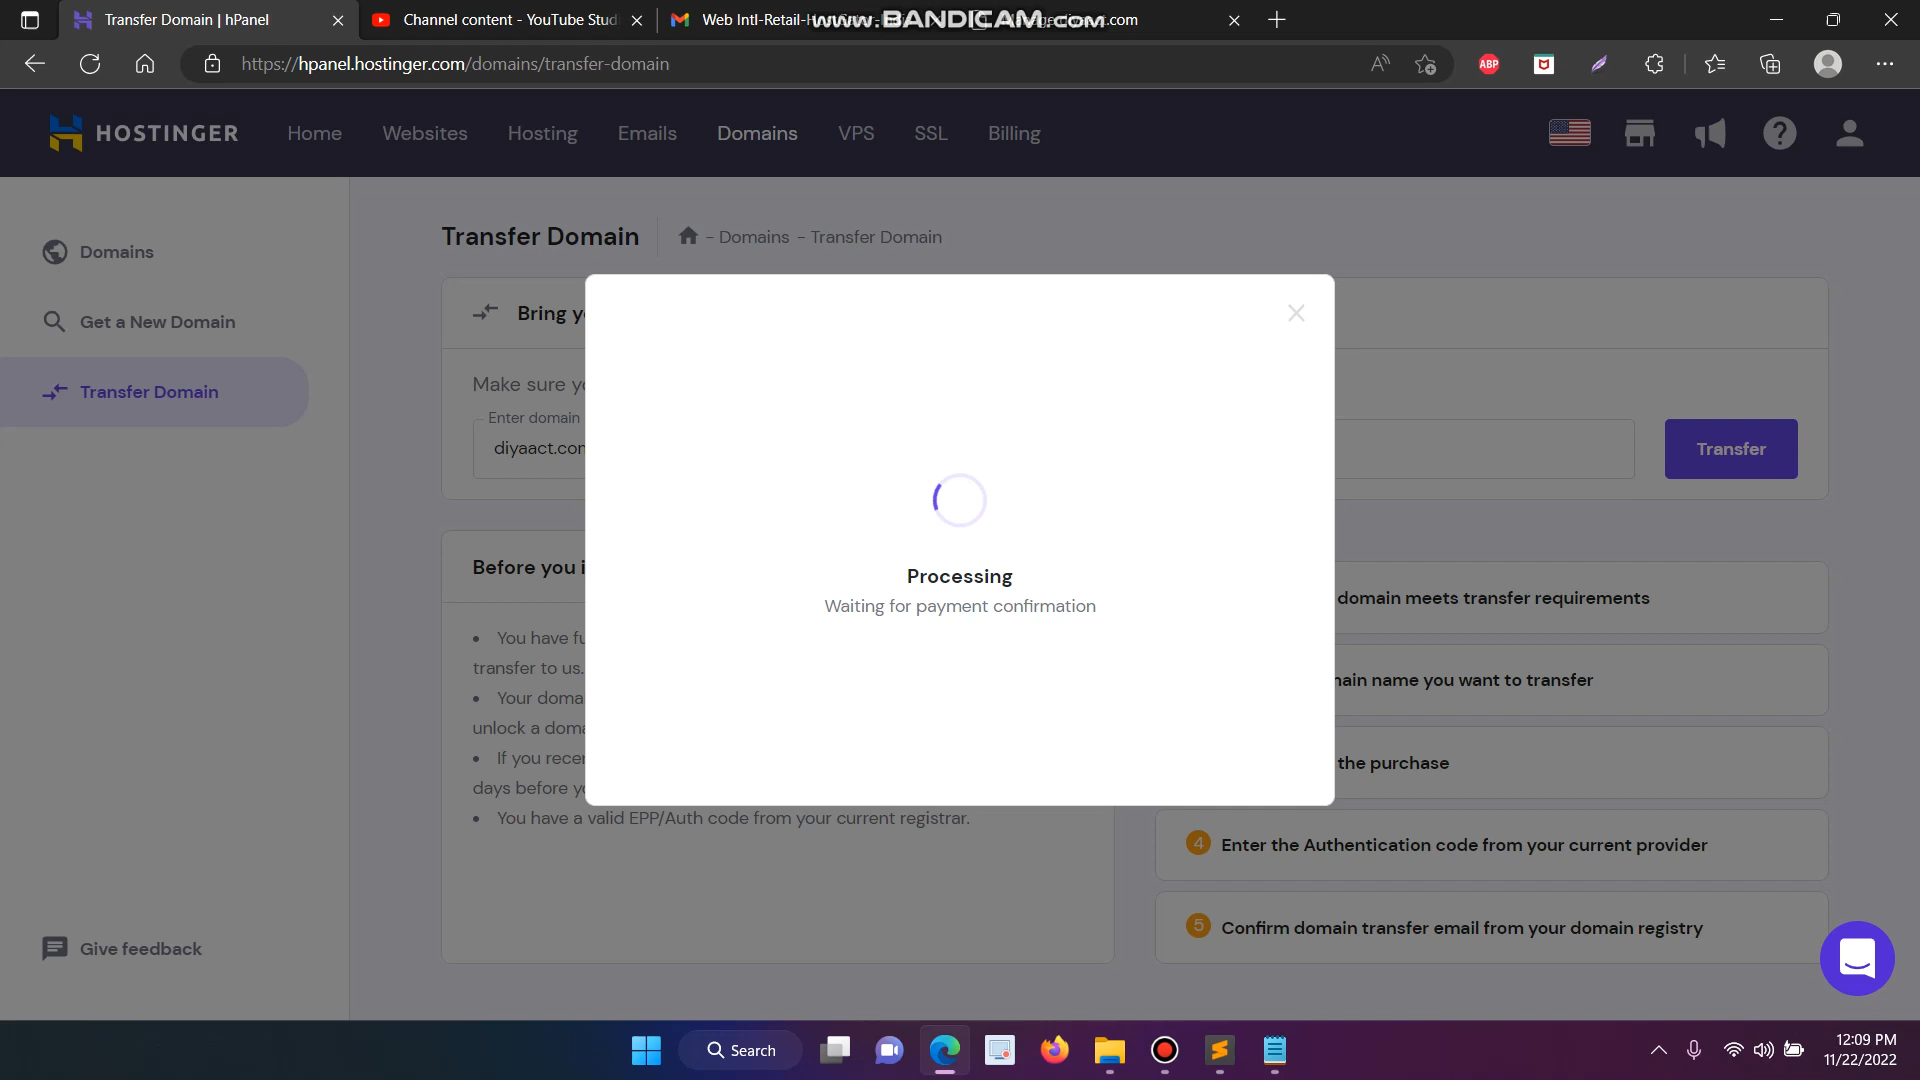 Transfer Domain | hPanel
Channel content - YouTube Stud
Web Intl-Retail-
www.BANDICAM.com
.com
https://hpanel.hostinger.com/domains/transfer-domain
ABP
HOSTINGER
Home
Websites
Hosting
Emails
Domains
VPS
SSL
Billing
Domains
Get a New Domain
Transfer Domain
Give feedback
Transfer Domain
- Domains - Transfer Domain
Bring y
Make sure y
Enter domain
diyaact.con
Transfer
Processing
Waiting for payment confirmation
Before you i
You have fu
transfer to us.
Your doma
unlock a doma
If you recen
days before yo
You have a valid EPP/Auth code from your current registrar.
domain meets transfer requirements
main name you want to transfer
the purchase
4 Enter the Authentication code from your current provider
5 Confirm domain transfer email from your domain registry
Search
12:09 PM
11/22/2022